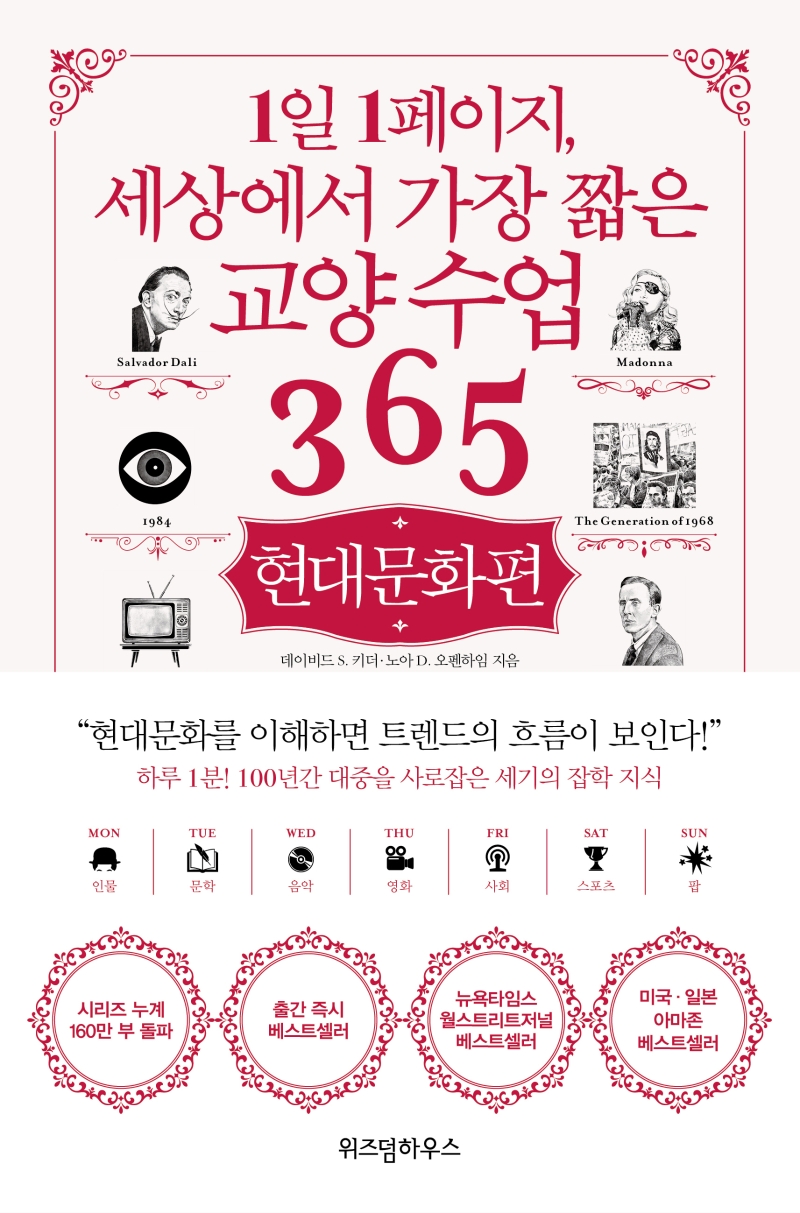 1일 1페이지,
세상에서 가장 짧은
교양 수업
365
Salvador Dali
Madonna
1984
The Generation of 1968
현대문화편
데이비드 S. 키더·노아 D. 오펜하임 지음
“현대문화를 이해하면 트렌드의 흐름이 보인다!”
하루 1분! 100년간 대중을 사로잡은 세기의 잡학 지식
MON TUE WED THU FRI SAT SUN
인물 문학 음악 영화 사회 스포츠 팝
시리즈 누계
160만 부 돌파
출간 즉시
베스트셀러
뉴욕타임스
월스트리트저널
베스트셀러
미국·일본
아마존
베스트셀러
위즈덤하우스